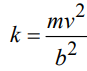 k = mv²/b²